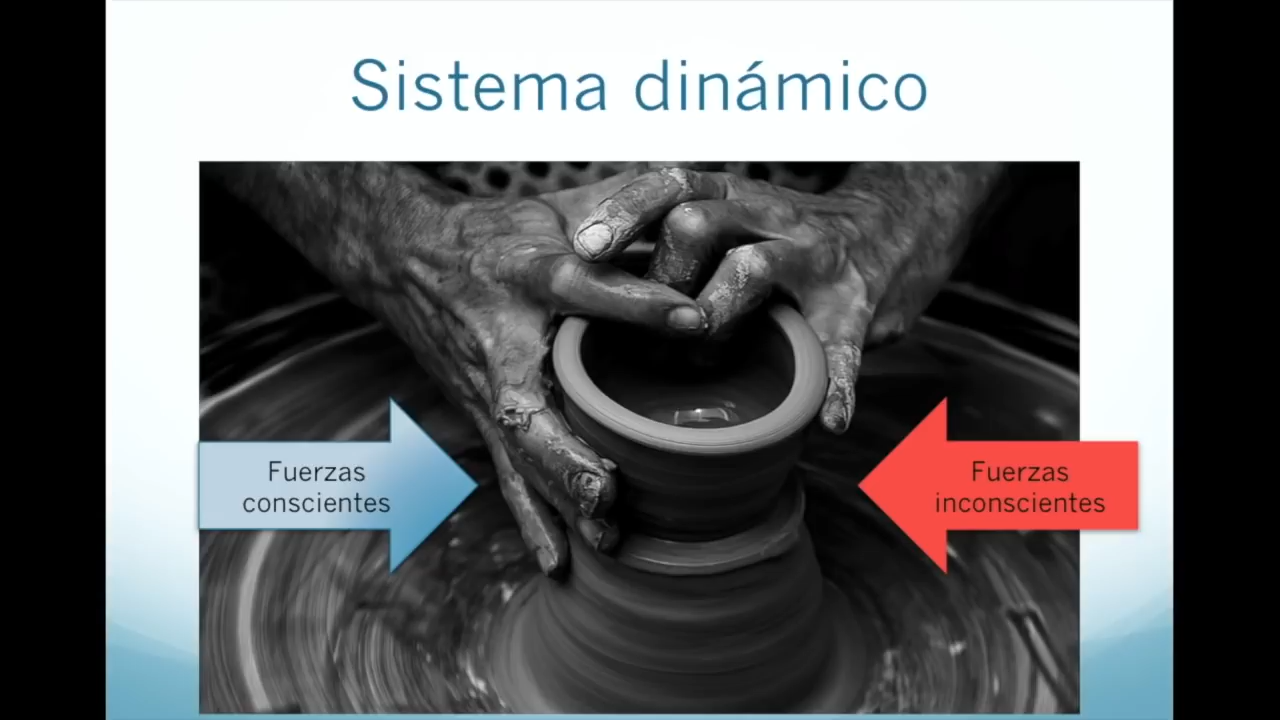 Sistema dinámico
Fuerzas
conscientes
Fuerzas
inconscientes